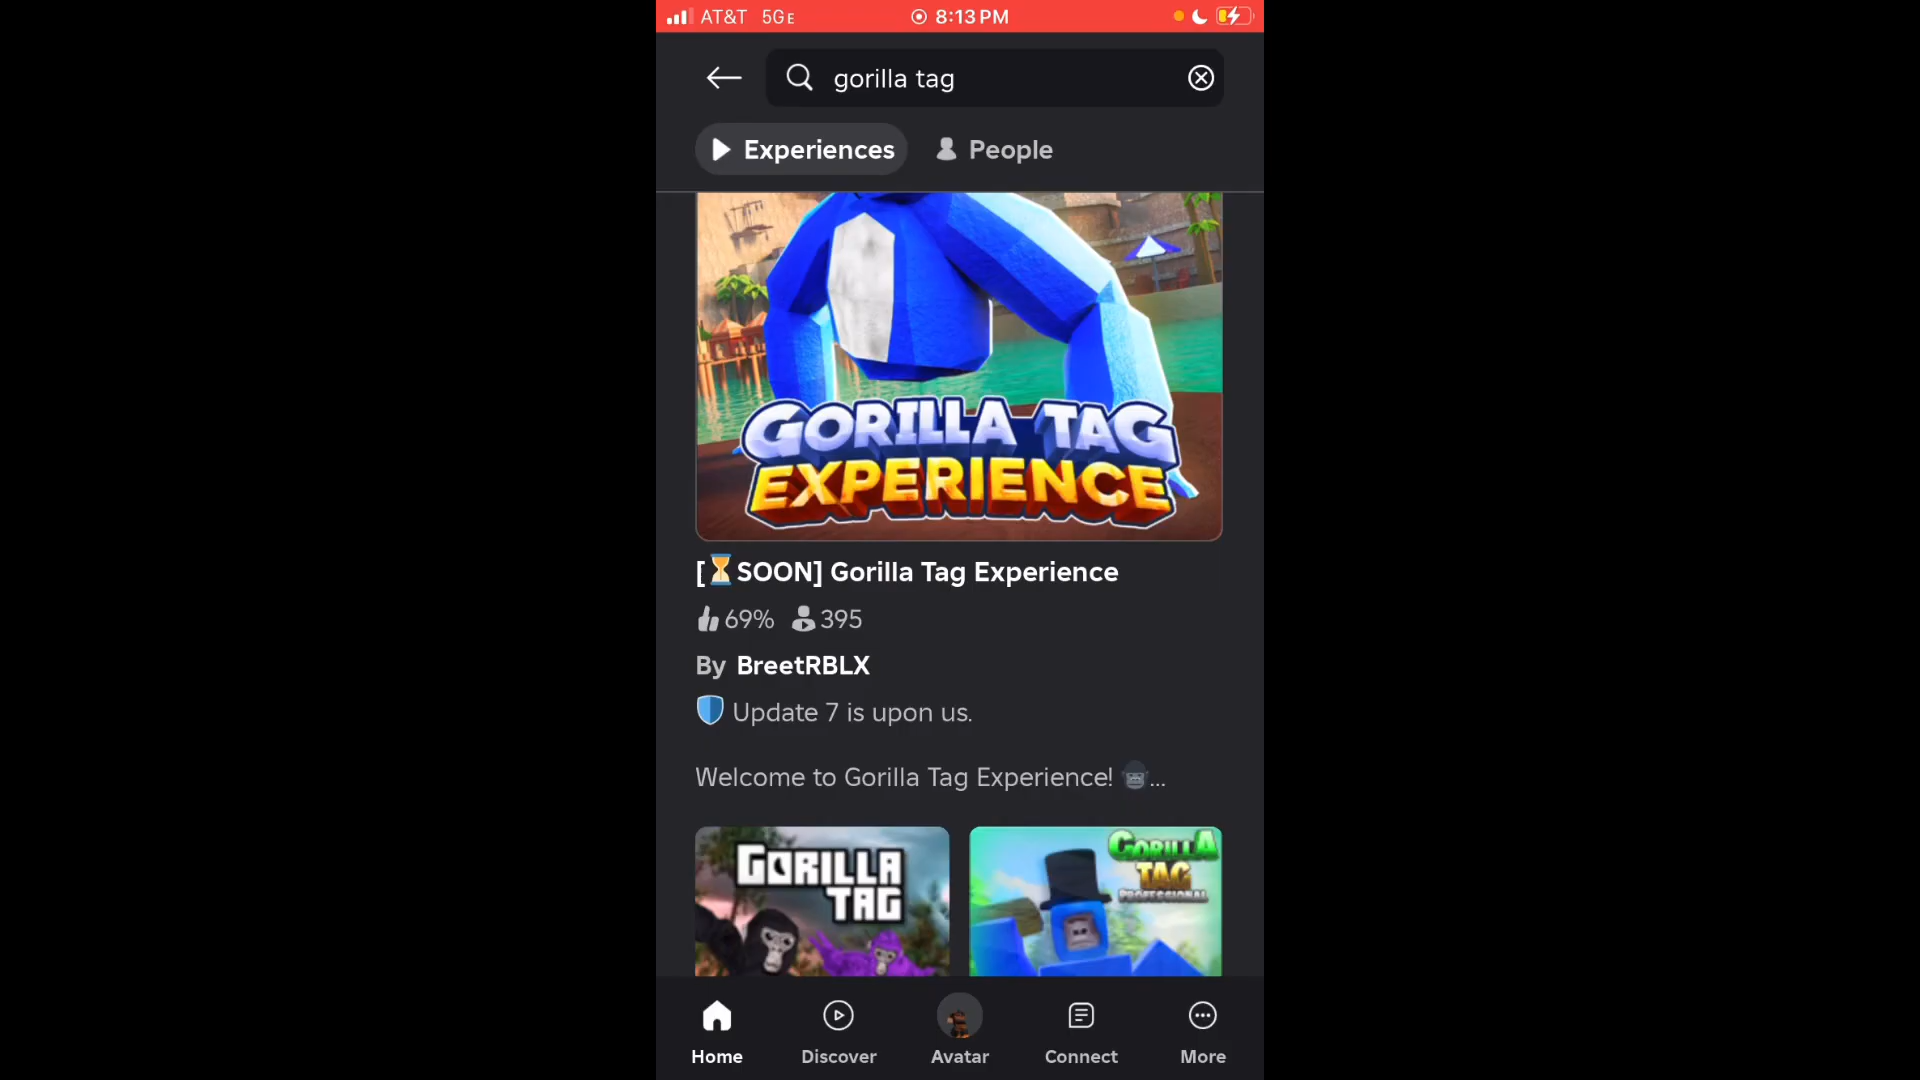 AT&T 5GE 8:13 PM
gorilla tag
Experiences People
GORILLA TAG
EXPERIENCE
[⏳SOON] Gorilla Tag Experience
69% 395
By BreetRBLX
🛡️ Update 7 is upon us.
Welcome to Gorilla Tag Experience! 🦍...
GORILLA
TAG
GORILLA
TAG
PROFESSIONAL
Home Discover Avatar Connect More